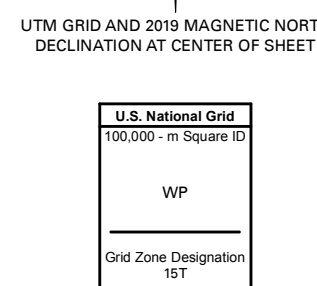 UTM GRID AND 2019 MAGNETIC NORT
DECLINATION AT CENTER OF SHEET
U.S. National Grid
100,000 - m Square ID
WP
Grid Zone Designation
15T